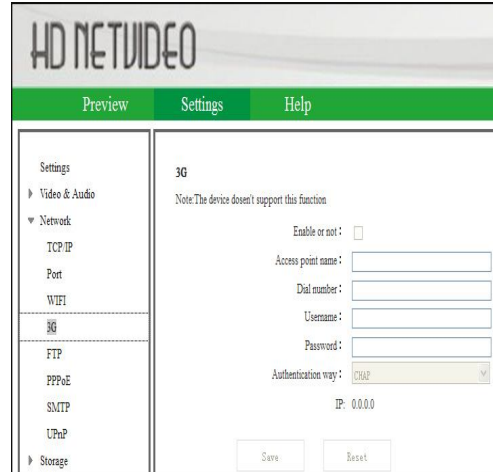 HD NETVIDEO
Preview Settings Help
Settings
Video & Audio
Network
TCP/IP
Port
WIFI
3G
FTP
PPPoE
SMTP
UPnP
Storage
3G
Note:The device dosen't support this function
Enable or not:
Access point name:
Dial number:
Username:
Password:
Authentication way: CHAP
IP: 0.0.0.0
Save Reset